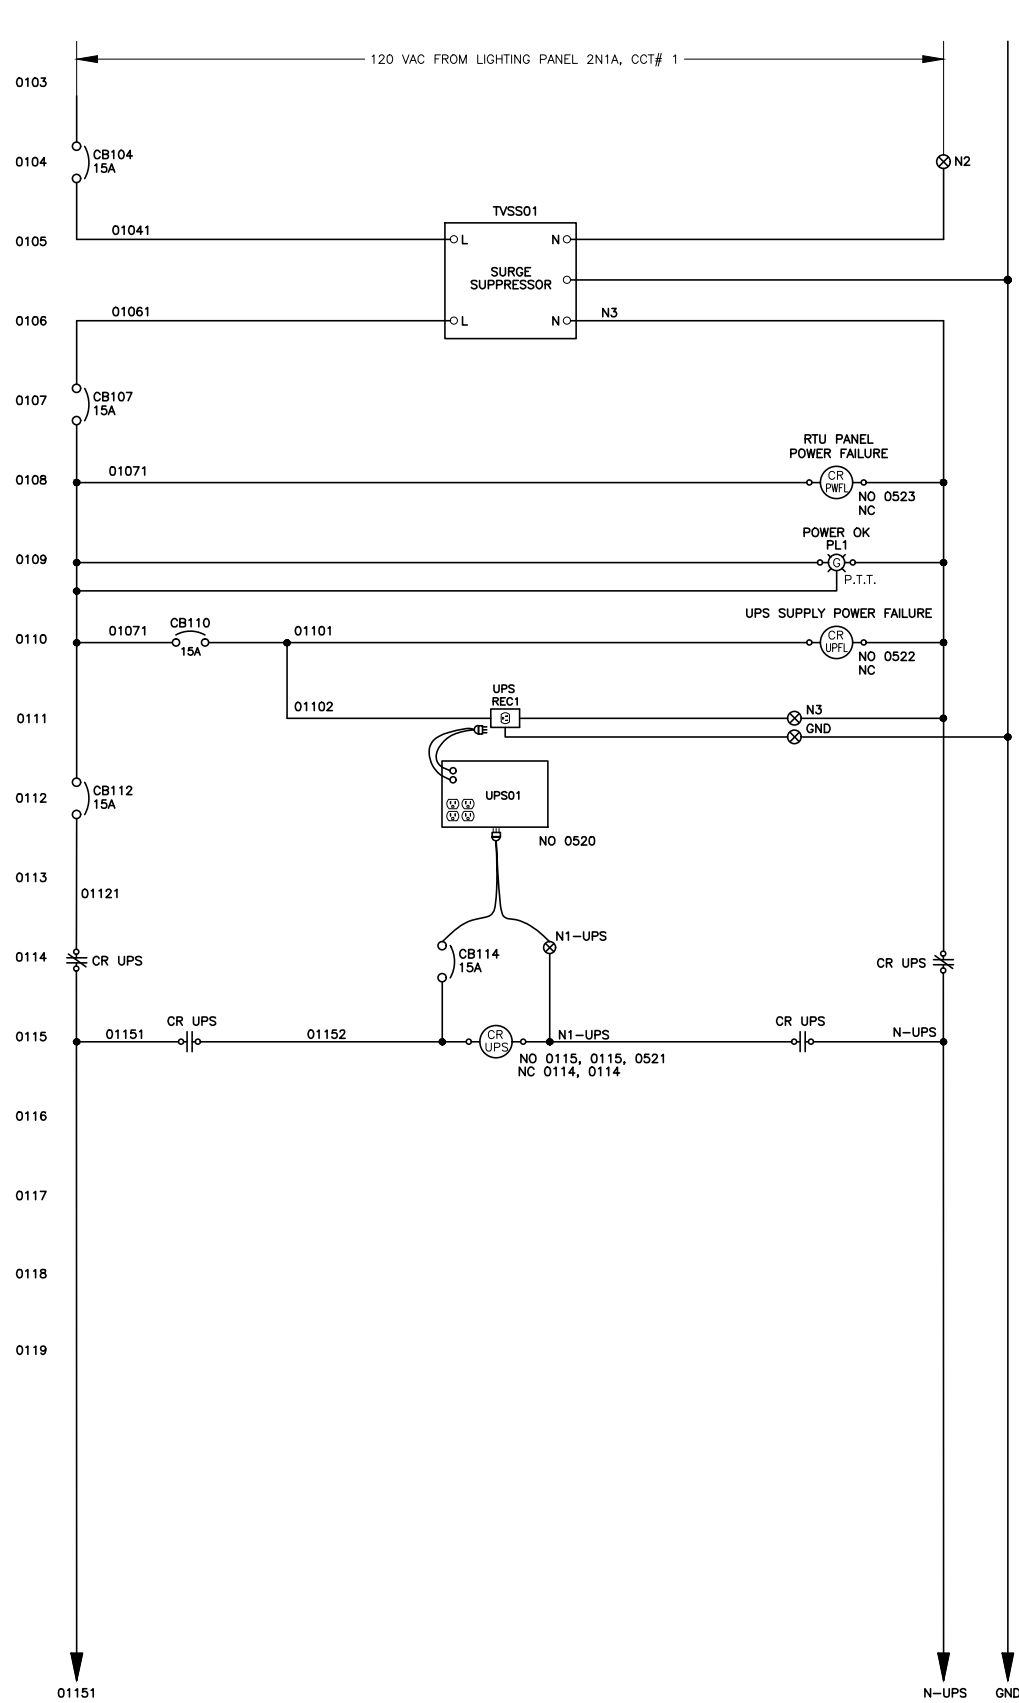 120 VAC FROM LIGHTING PANEL 2N1A, CCT# 1
0103
0104
CB104
15A
N2
TVSS01
0105
01041
L
N
SURGE
SUPPRESSOR
0106
01061
L
N
N3
0107
CB107
15A
RTU PANEL
POWER FAILURE
0108
01071
CR
PWFL
NO 0523
NC
POWER OK
PL1
0109
G
P.T.T.
UPS SUPPLY POWER FAILURE
0110
01071
CB110
15A
01101
CR
UPFL
NO 0522
NC
UPS
REC1
0111
01102
N3
GND
0112
CB112
15A
UPS01
NO 0520
0113
01121
N1-UPS
0114
CR UPS
CB114
15A
CR UPS
0115
01151
CR UPS
01152
CR
UPS
N1-UPS
CR UPS
N-UPS
NO 0115, 0115, 0521
NC 0114, 0114
0116
0117
0118
0119
01151
N-UPS
GND